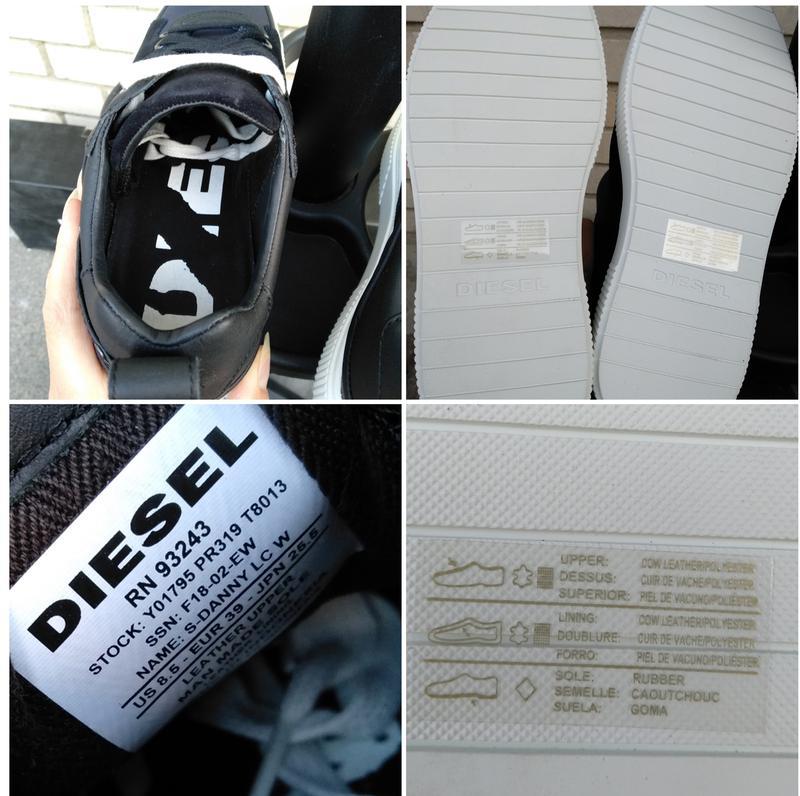 DIESEL
DIESEL
DIESEL
RN 93243
STOCK: Y01795 PR319 T8013
SSN: F18-02-EW
NAME: S-DANNY LC W
US 8.5 - EUR 39 - JPN 25.5
LEATHER UPPER
MAN MADE
UPPER: COW LEATHER/POLYESTER
DESSUS: CUIR DE VACHE/POLYESTER
SUPERIOR: PIEL DE VACUNO/POLIÉSTER
LINING: COW LEATHER/POLYESTER
DOUBLURE: CUIR DE VACHE/POLYESTER
FORRO: PIEL DE VACUNO/POLIÉSTER
SOLE: RUBBER
SEMELLE: CAOUTCHOUC
SUELA: GOMA